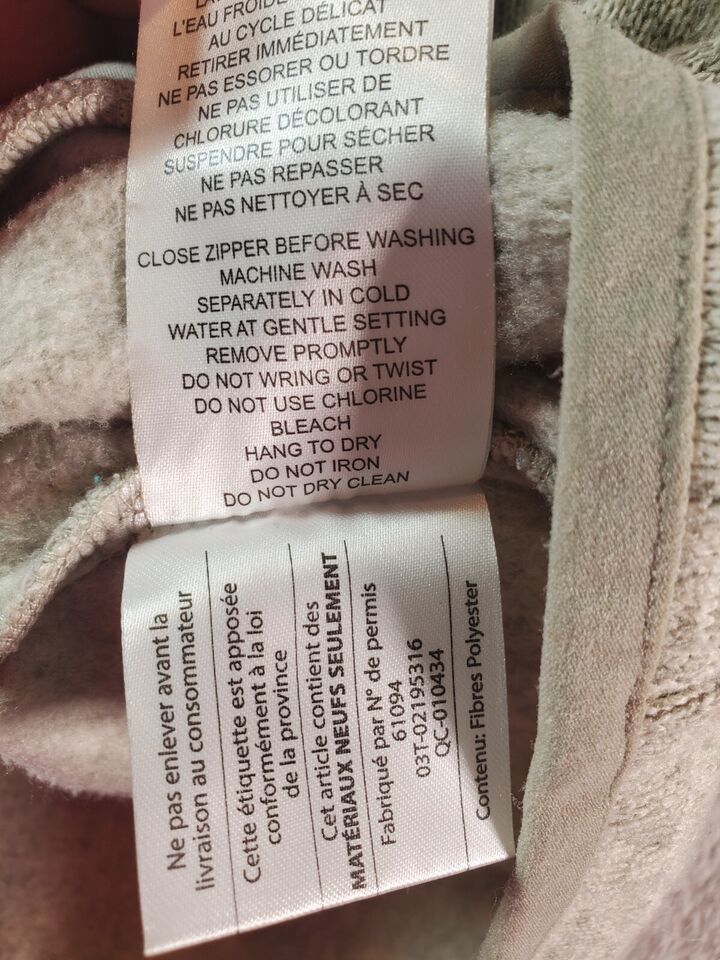 L'EAU FROIDE
AU CYCLE DÉLICAT
RETIRER IMMÉDIATEMENT
NE PAS ESSORER OU TORDRE
NE PAS UTILISER DE
CHLORURE DÉCOLORANT
SUSPENDRE POUR SÉCHER
NE PAS REPASSER
NE PAS NETTOYER À SEC
CLOSE ZIPPER BEFORE WASHING
MACHINE WASH
SEPARATELY IN COLD
WATER AT GENTLE SETTING
REMOVE PROMPTLY
DO NOT WRING OR TWIST
DO NOT USE CHLORINE
BLEACH
HANG TO DRY
DO NOT IRON
DO NOT DRY CLEAN
Ne pas enlever avant la
livraison au consommateur
Cette étiquette est apposée
conformément à la loi
de la province
Cet article contient des
MATÉRIAUX NEUFS SEULEMENT
Fabriqué par N° de permis
61094
03T-02195316
QC-010434
Contenu: Fibres Polyester